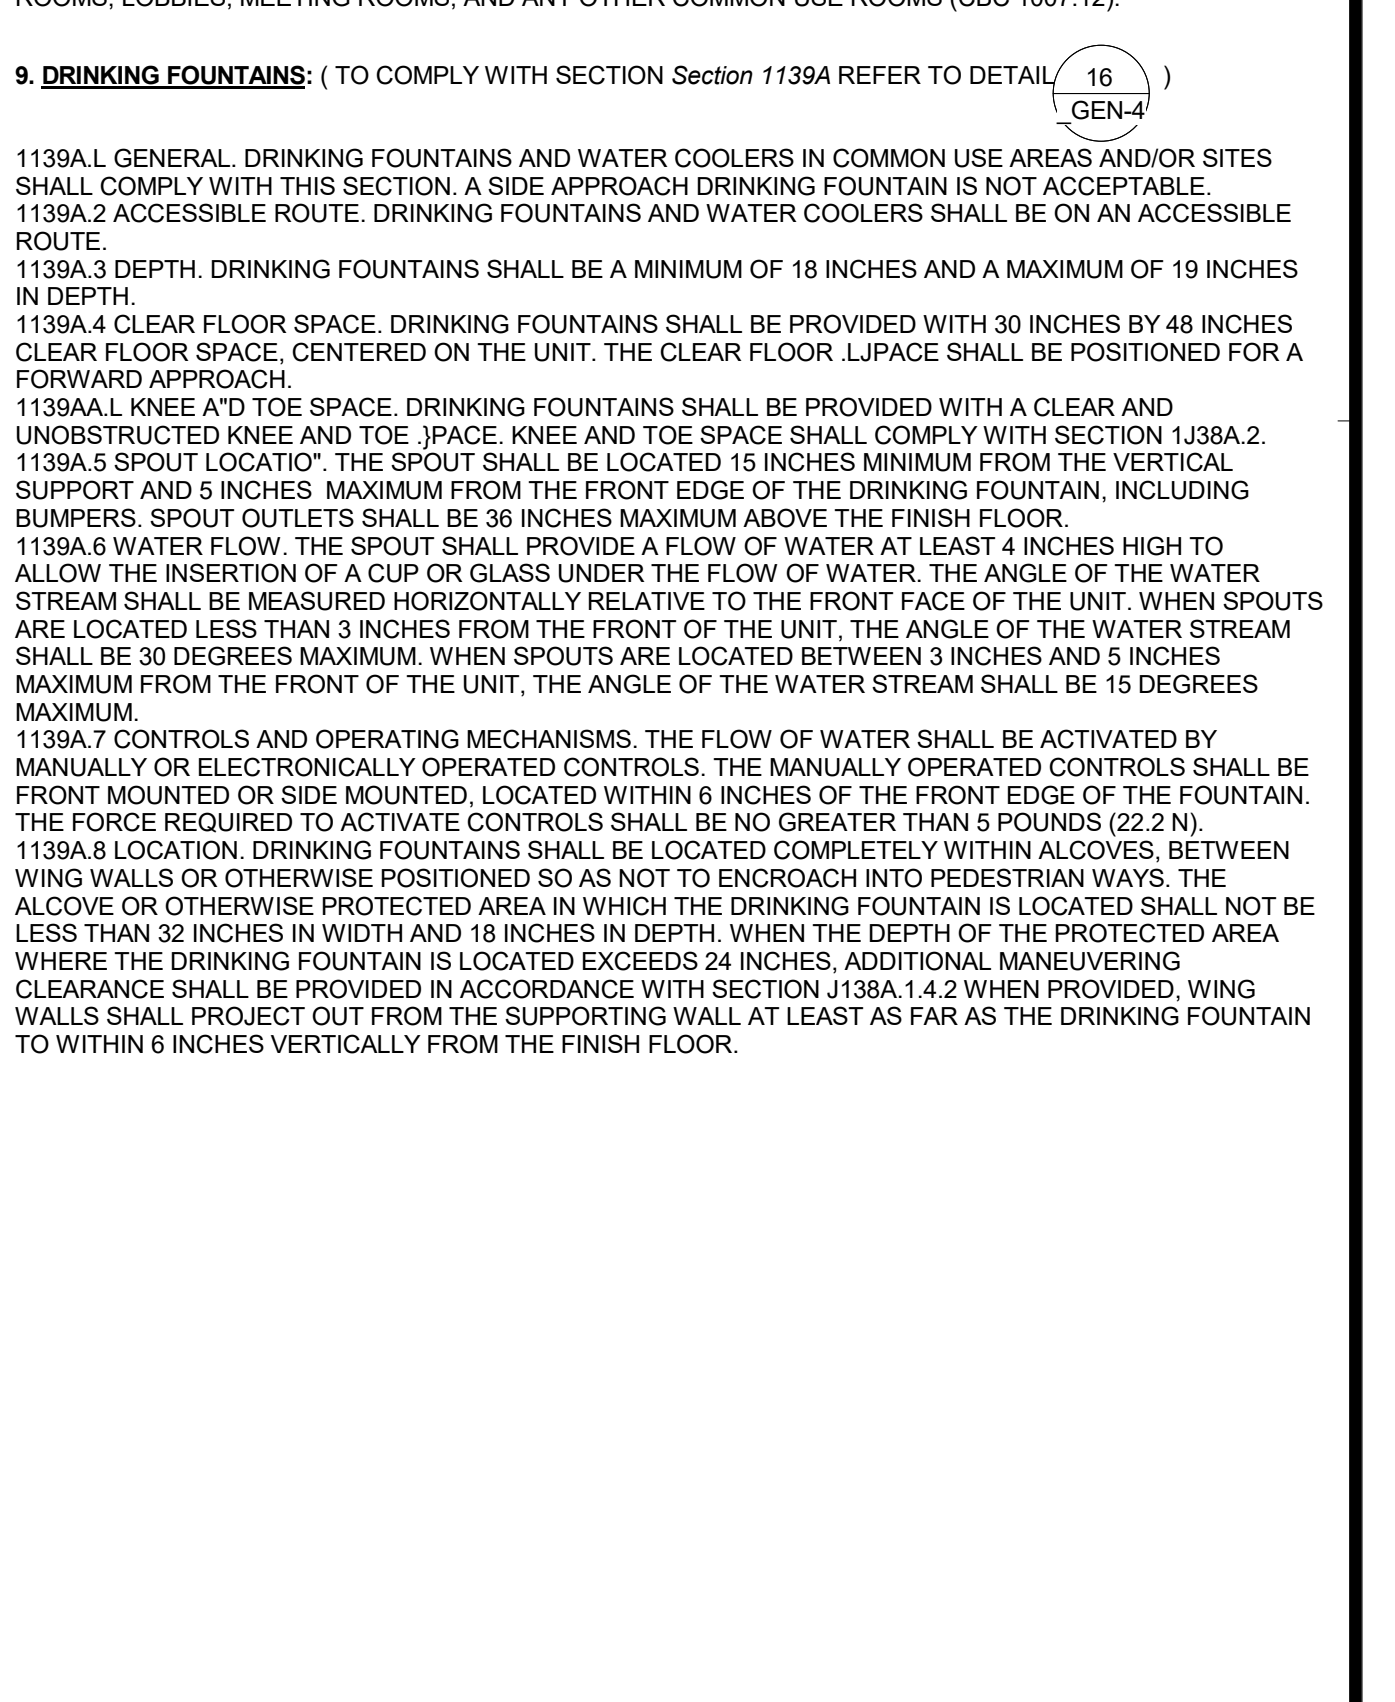 ROOMS, LOBBIES, MEETING ROOMS, AND ANY OTHER COMMON USE ROOMS (CBC 1007.12).
9. DRINKING FOUNTAINS: ( TO COMPLY WITH SECTION Section 1139A REFER TO DETAIL 16 )
_GEN-4
1139A.L GENERAL. DRINKING FOUNTAINS AND WATER COOLERS IN COMMON USE AREAS AND/OR SITES
SHALL COMPLY WITH THIS SECTION. A SIDE APPROACH DRINKING FOUNTAIN IS NOT ACCEPTABLE.
1139A.2 ACCESSIBLE ROUTE. DRINKING FOUNTAINS AND WATER COOLERS SHALL BE ON AN ACCESSIBLE
ROUTE.
1139A.3 DEPTH. DRINKING FOUNTAINS SHALL BE A MINIMUM OF 18 INCHES AND A MAXIMUM OF 19 INCHES
IN DEPTH.
1139A.4 CLEAR FLOOR SPACE. DRINKING FOUNTAINS SHALL BE PROVIDED WITH 30 INCHES BY 48 INCHES
CLEAR FLOOR SPACE, CENTERED ON THE UNIT. THE CLEAR FLOOR .LJPACE SHALL BE POSITIONED FOR A
FORWARD APPROACH.
1139AA.L KNEE A"D TOE SPACE. DRINKING FOUNTAINS SHALL BE PROVIDED WITH A CLEAR AND
UNOBSTRUCTED KNEE AND TOE .}PACE. KNEE AND TOE SPACE SHALL COMPLY WITH SECTION 1J38A.2.
1139A.5 SPOUT LOCATIO". THE SPOUT SHALL BE LOCATED 15 INCHES MINIMUM FROM THE VERTICAL
SUPPORT AND 5 INCHES  MAXIMUM FROM THE FRONT EDGE OF THE DRINKING FOUNTAIN, INCLUDING
BUMPERS. SPOUT OUTLETS SHALL BE 36 INCHES MAXIMUM ABOVE THE FINISH FLOOR.
1139A.6 WATER FLOW. THE SPOUT SHALL PROVIDE A FLOW OF WATER AT LEAST 4 INCHES HIGH TO
ALLOW THE INSERTION OF A CUP OR GLASS UNDER THE FLOW OF WATER. THE ANGLE OF THE WATER
STREAM SHALL BE MEASURED HORIZONTALLY RELATIVE TO THE FRONT FACE OF THE UNIT. WHEN SPOUTS
ARE LOCATED LESS THAN 3 INCHES FROM THE FRONT OF THE UNIT, THE ANGLE OF THE WATER STREAM
SHALL BE 30 DEGREES MAXIMUM. WHEN SPOUTS ARE LOCATED BETWEEN 3 INCHES AND 5 INCHES
MAXIMUM FROM THE FRONT OF THE UNIT, THE ANGLE OF THE WATER STREAM SHALL BE 15 DEGREES
MAXIMUM.
1139A.7 CONTROLS AND OPERATING MECHANISMS. THE FLOW OF WATER SHALL BE ACTIVATED BY
MANUALLY OR ELECTRONICALLY OPERATED CONTROLS. THE MANUALLY OPERATED CONTROLS SHALL BE
FRONT MOUNTED OR SIDE MOUNTED, LOCATED WITHIN 6 INCHES OF THE FRONT EDGE OF THE FOUNTAIN.
THE FORCE REQUIRED TO ACTIVATE CONTROLS SHALL BE NO GREATER THAN 5 POUNDS (22.2 N).
1139A.8 LOCATION. DRINKING FOUNTAINS SHALL BE LOCATED COMPLETELY WITHIN ALCOVES, BETWEEN
WING WALLS OR OTHERWISE POSITIONED SO AS NOT TO ENCROACH INTO PEDESTRIAN WAYS. THE
ALCOVE OR OTHERWISE PROTECTED AREA IN WHICH THE DRINKING FOUNTAIN IS LOCATED SHALL NOT BE
LESS THAN 32 INCHES IN WIDTH AND 18 INCHES IN DEPTH. WHEN THE DEPTH OF THE PROTECTED AREA
WHERE THE DRINKING FOUNTAIN IS LOCATED EXCEEDS 24 INCHES, ADDITIONAL MANEUVERING
CLEARANCE SHALL BE PROVIDED IN ACCORDANCE WITH SECTION J138A.1.4.2 WHEN PROVIDED, WING
WALLS SHALL PROJECT OUT FROM THE SUPPORTING WALL AT LEAST AS FAR AS THE DRINKING FOUNTAIN
TO WITHIN 6 INCHES VERTICALLY FROM THE FINISH FLOOR.